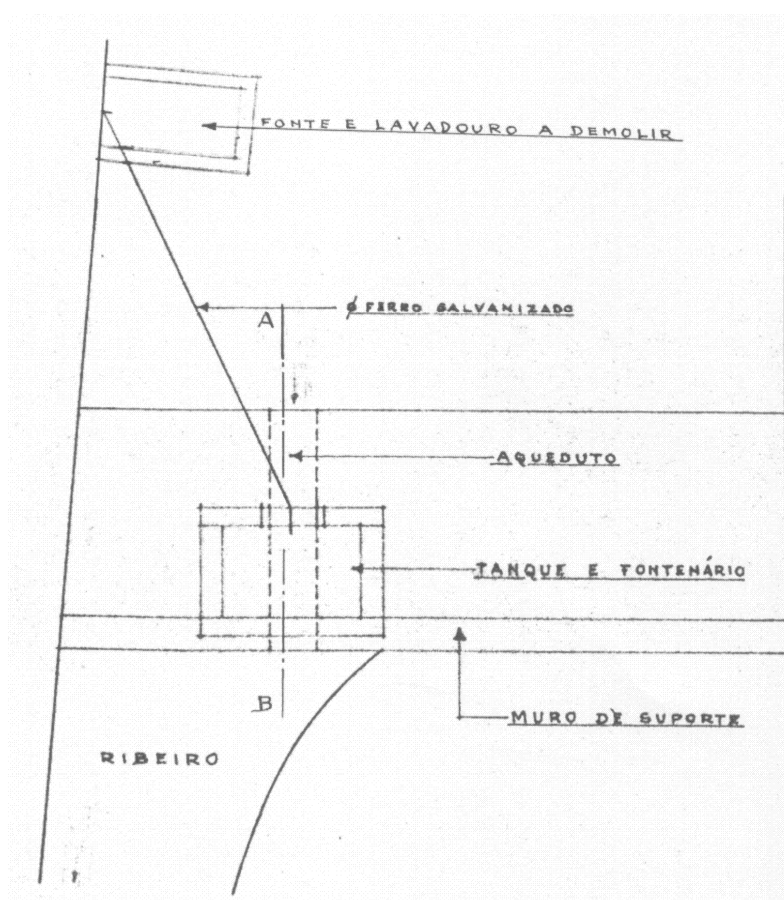 FONTE E LAVADOURO A DEMOLIR
A
Ø FERRO GALVANIZADO
AQUEDUTO
TANQUE E FONTENÁRIO
B
MURO DE SUPORTE
RIBEIRO